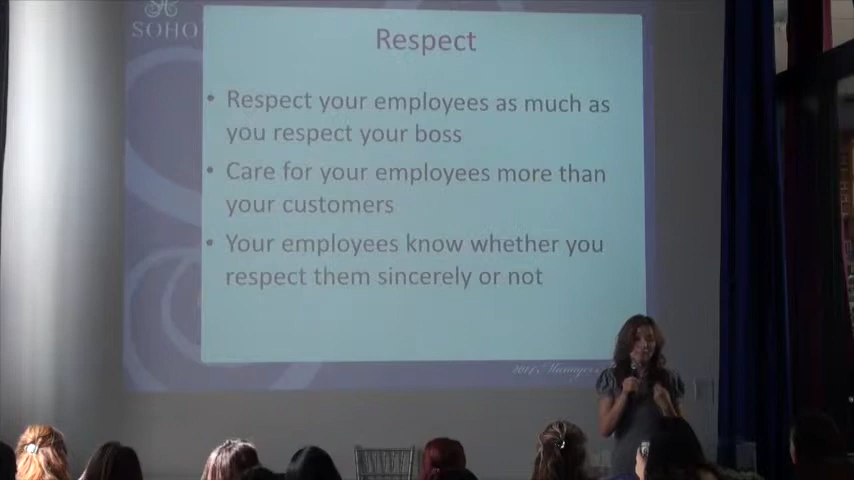 SOHO
Respect
• Respect your employees as much as
you respect your boss
• Care for your employees more than
your customers
• Your employees know whether you
respect them sincerely or not